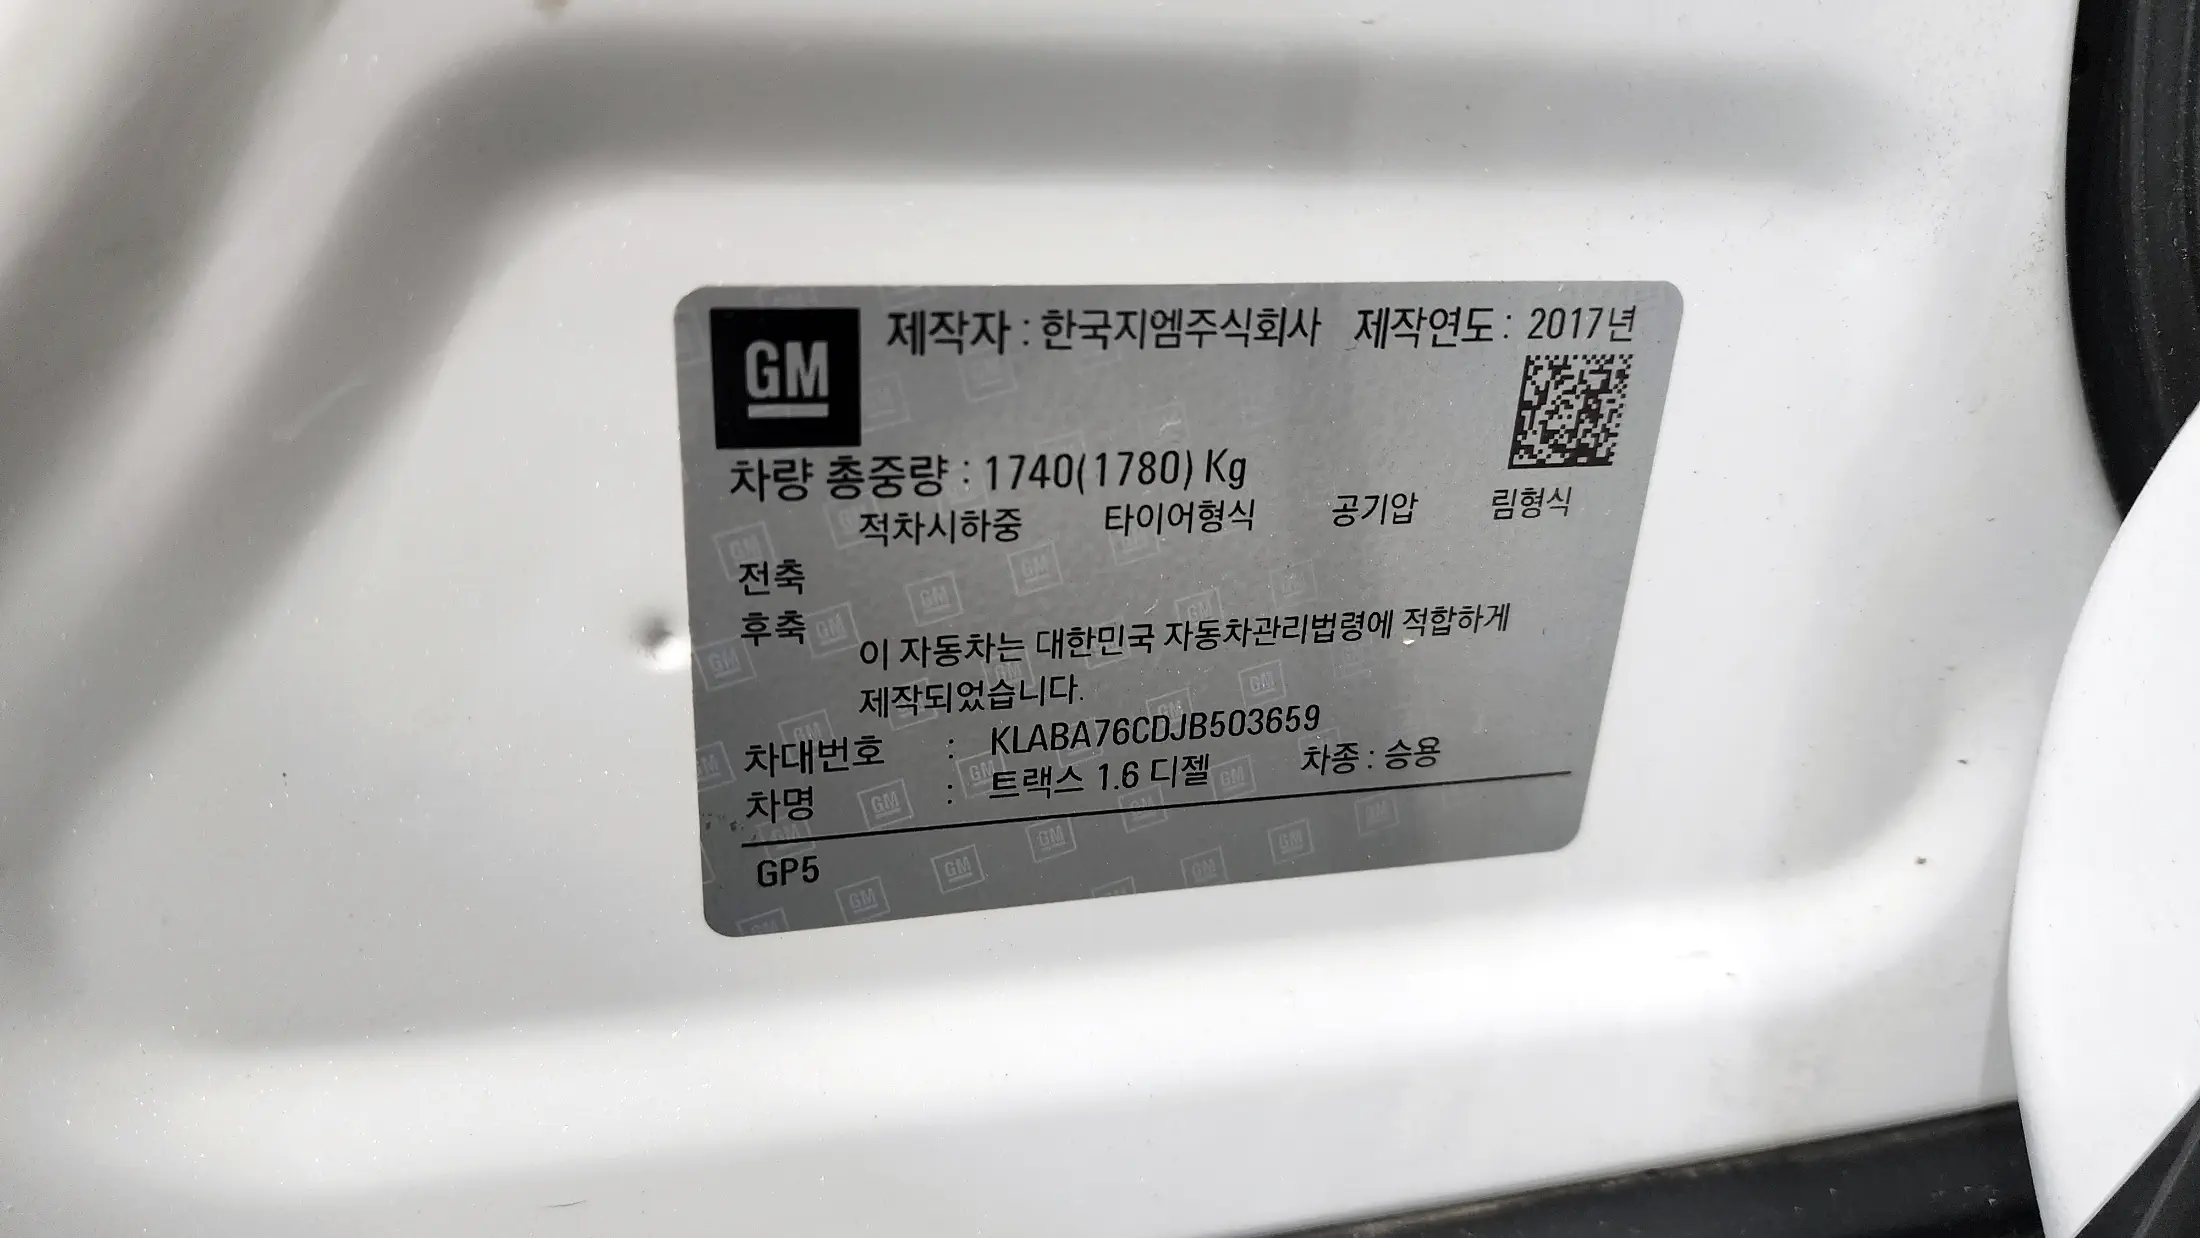 GM
제작자 : 한국지엠주식회사 제작연도 : 2017년
차량 총중량 : 1740(1780) Kg
적차시하중 타이어형식 공기압 림형식
전축
후축
이 자동차는 대한민국 자동차관리법령에 적합하게
제작되었습니다.
차대번호 : KLABA76CDJB503659
차명 : 트랙스 1.6 디젤 차종 : 승용
GP5